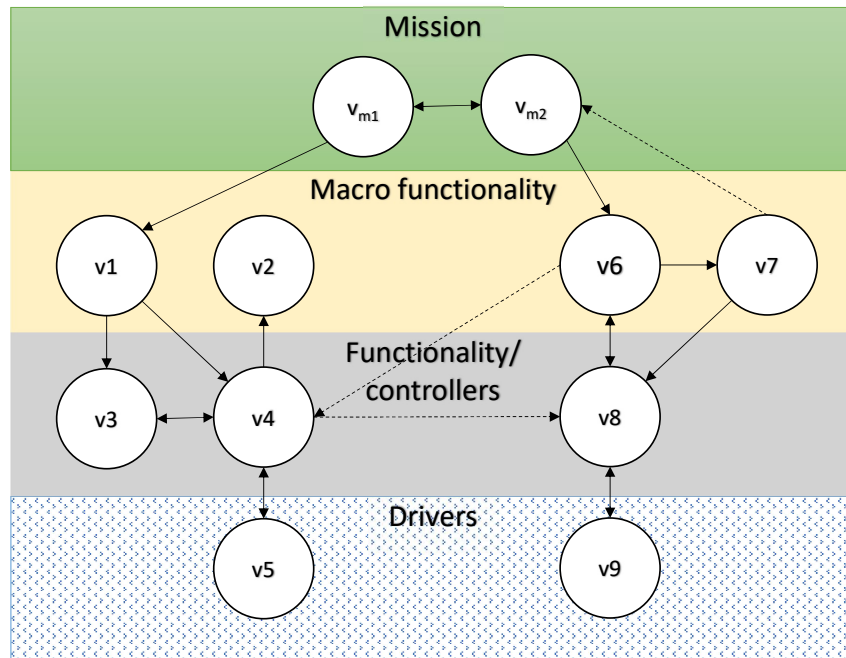 Mission
vm1
vm2
Macro functionality
v1
v2
v6
v7
Functionality/
controllers
v3
v4
v8
Drivers
v5
v9